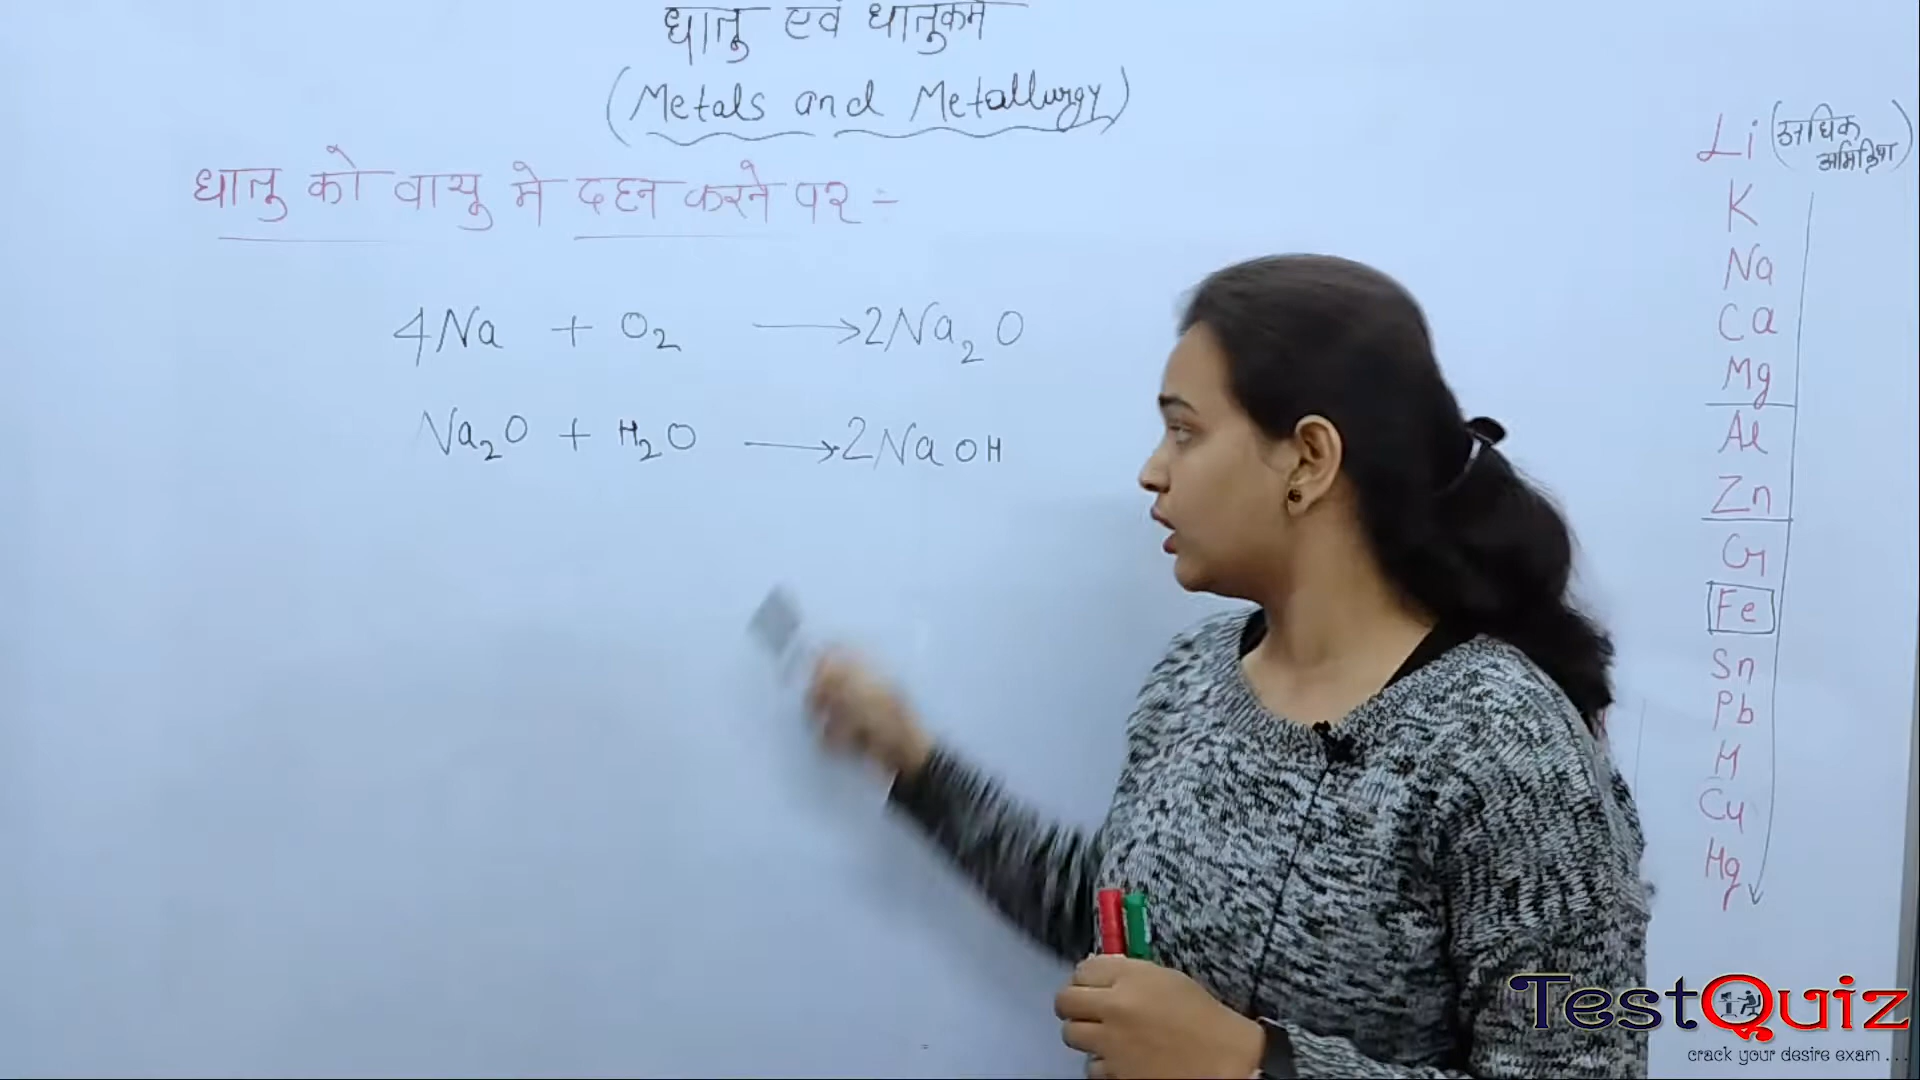 धातु एवं धातुकर्म
(Metals and Metallurgy)
धातु को वायु मे दहन करने पर :-
4Na + O₂ → 2Na₂O
Na₂O + H₂O → 2NaOH
Li (अधिक
अभिक्रिया)
K
Na
Ca
Mg
Al
Zn
Cr
Fe
Sn
Pb
H
Cu
Hg
TestQuiz
crack your desire exam ...